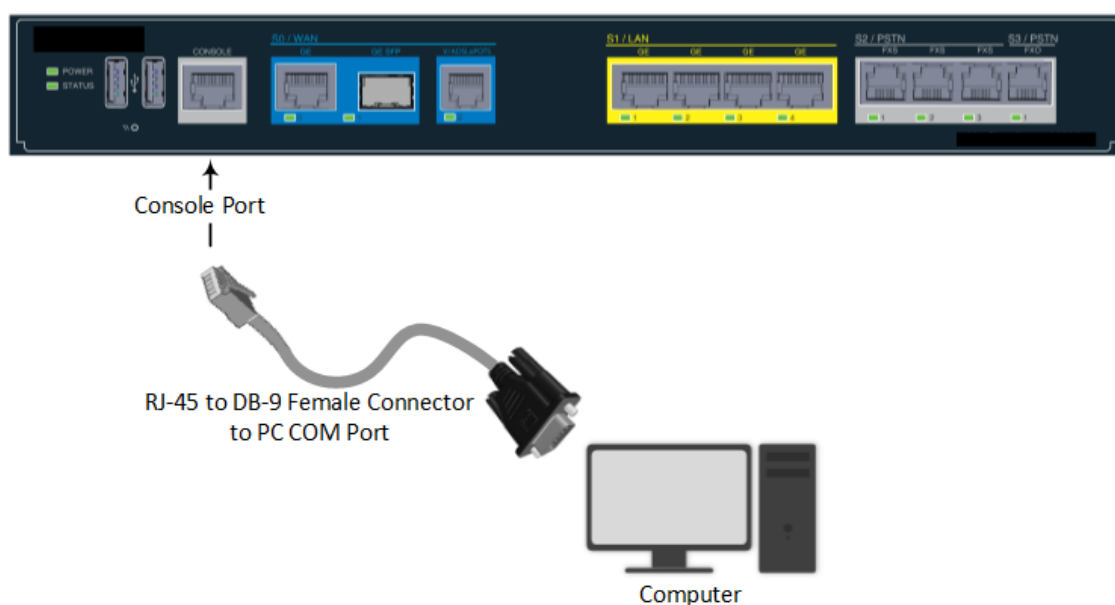 CONSOLE
POWER
STATUS
S0 / WAN
GE
GE SFP
V/ADSLoPOTS
S1 / LAN
GE GE GE GE
1 2 3 4
S2 / PSTN
FXS FXS FXS
1 2 3
S3 / PSTN
FXO
1
Console Port
RJ-45 to DB-9 Female Connector
to PC COM Port
Computer